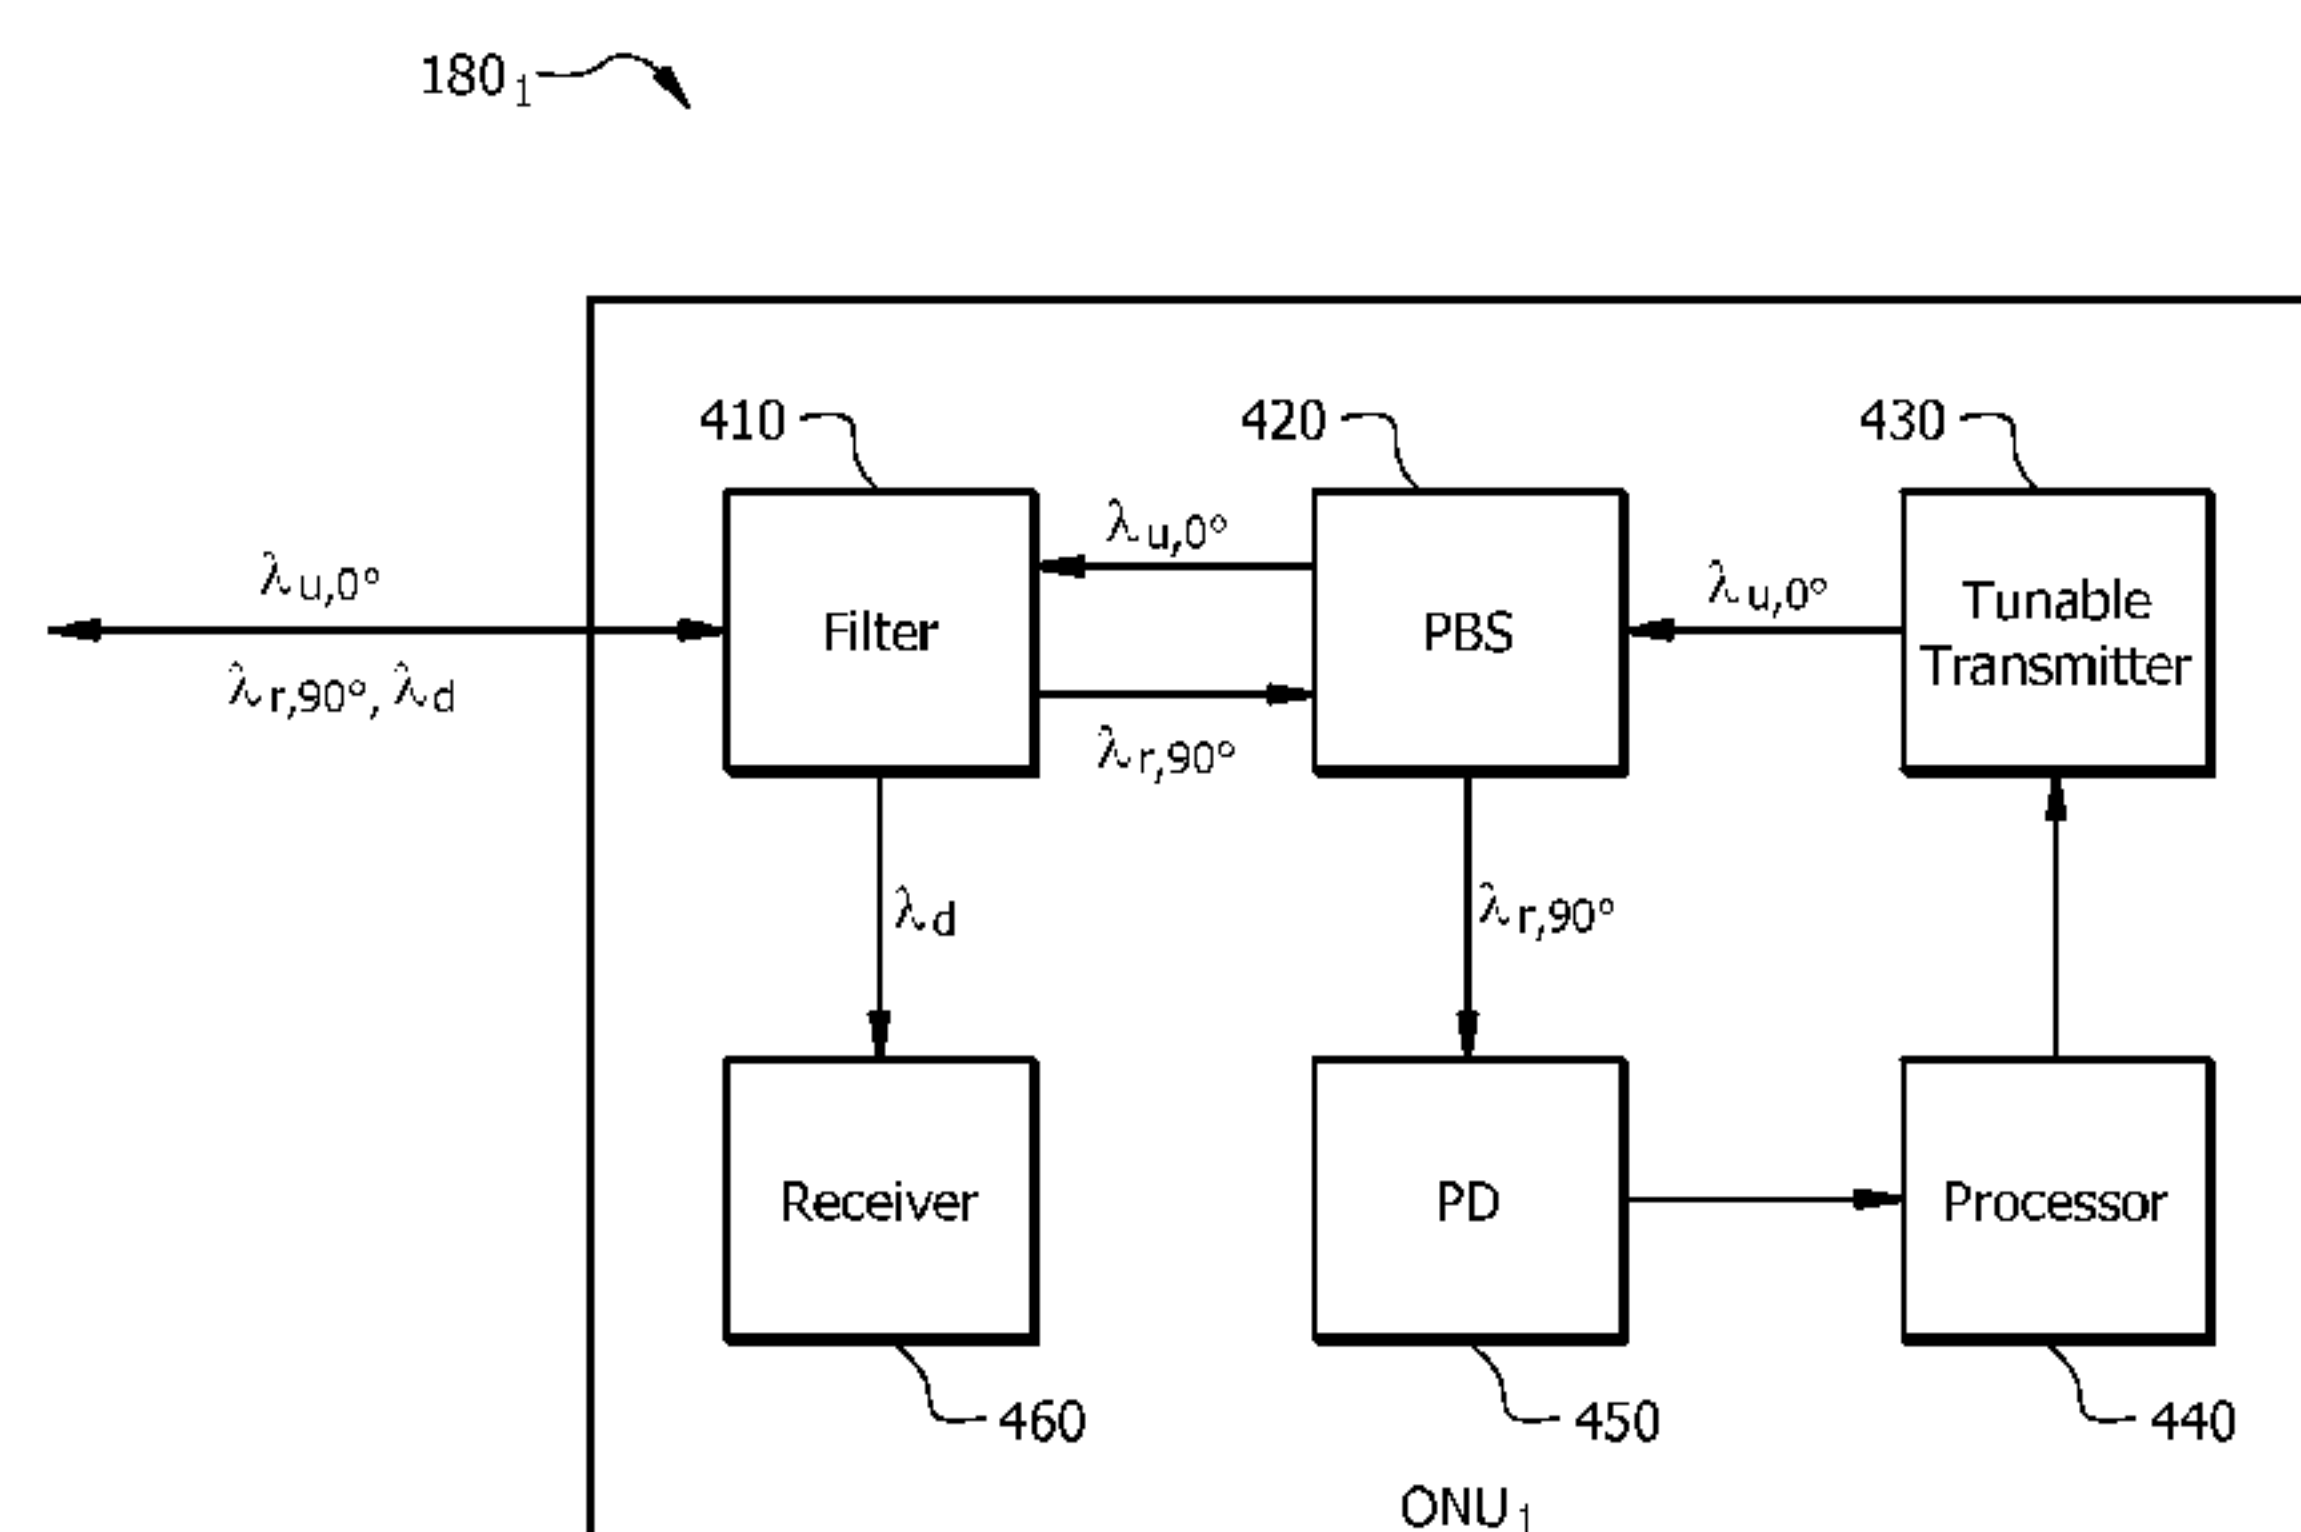 180₁
410
420
430
λu,0°
λr,90°, λd
Filter
λu,0°
λr,90°
PBS
λu,0°
Tunable
Transmitter
λd
λr,90°
Receiver
PD
Processor
460
450
440
ONU₁